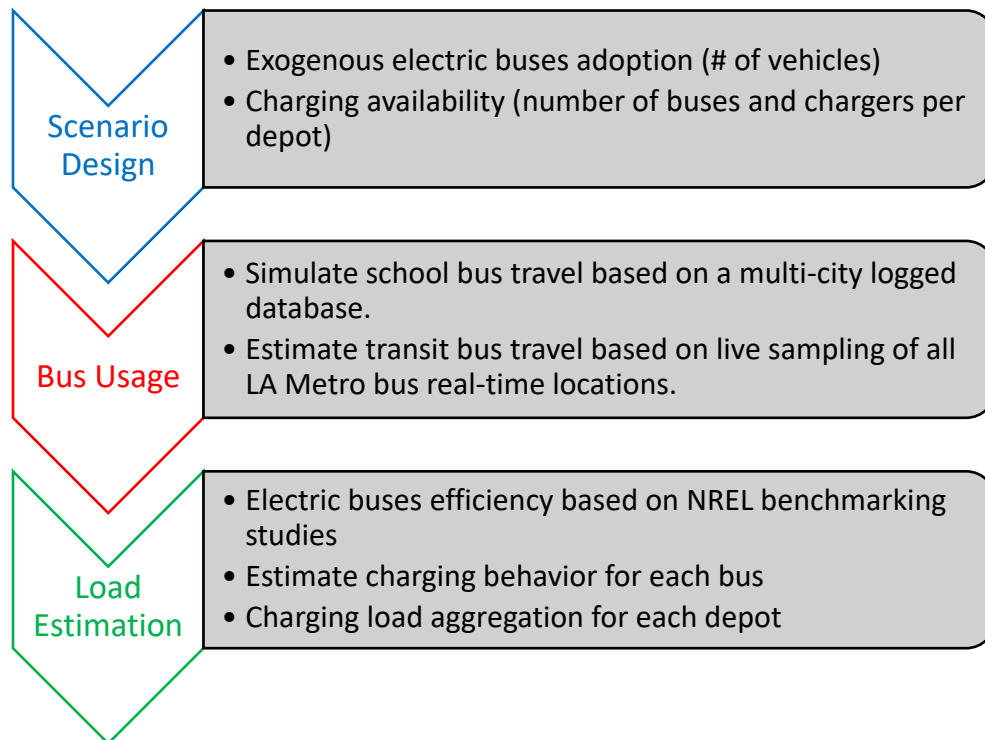 Scenario
Design
• Exogenous electric buses adoption (# of vehicles)
• Charging availability (number of buses and chargers per
depot)
Bus Usage
• Simulate school bus travel based on a multi-city logged
database.
• Estimate transit bus travel based on live sampling of all
LA Metro bus real-time locations.
Load
Estimation
• Electric buses efficiency based on NREL benchmarking
studies
• Estimate charging behavior for each bus
• Charging load aggregation for each depot